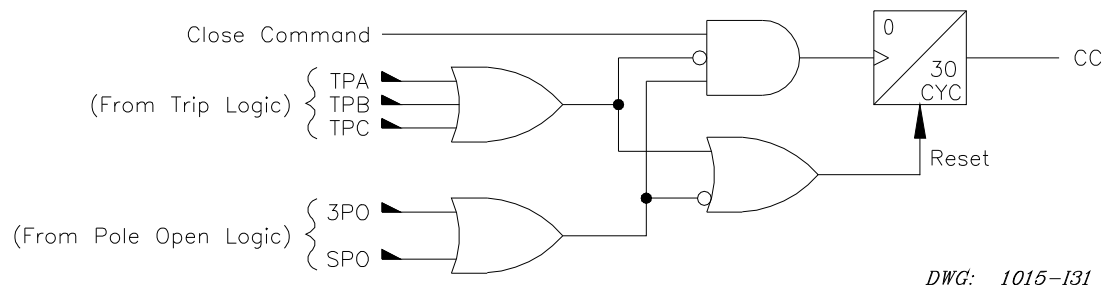 Close Command
0
30
CYC
CC
(From Trip Logic)
TPA
TPB
TPC
Reset
(From Pole Open Logic)
3PO
SPO
DWG: 1015-I31